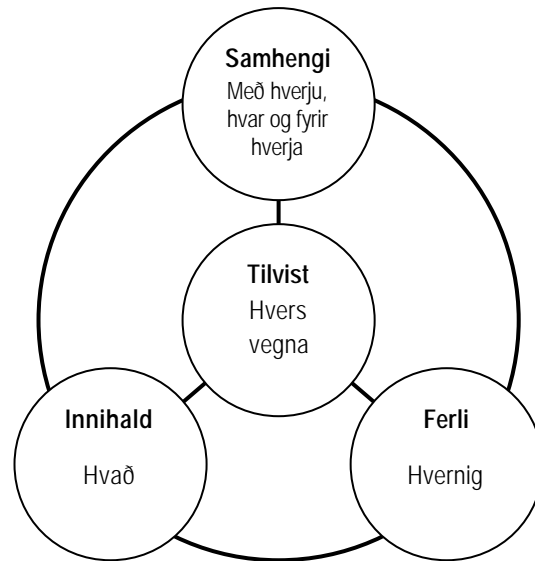 Samhengi
Með hverju,
hvar og fyrir
hverja
Tilvist
Hvers
vegna
Innihald
Hvað
Ferli
Hvernig